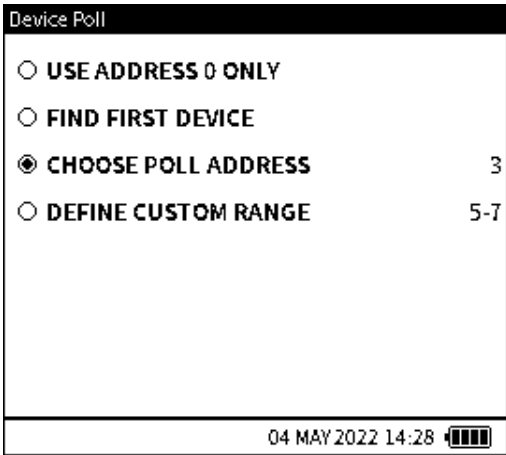 Device Poll
USE ADDRESS 0 ONLY
FIND FIRST DEVICE
CHOOSE POLL ADDRESS 3
DEFINE CUSTOM RANGE 5-7
04 MAY 2022 14:28